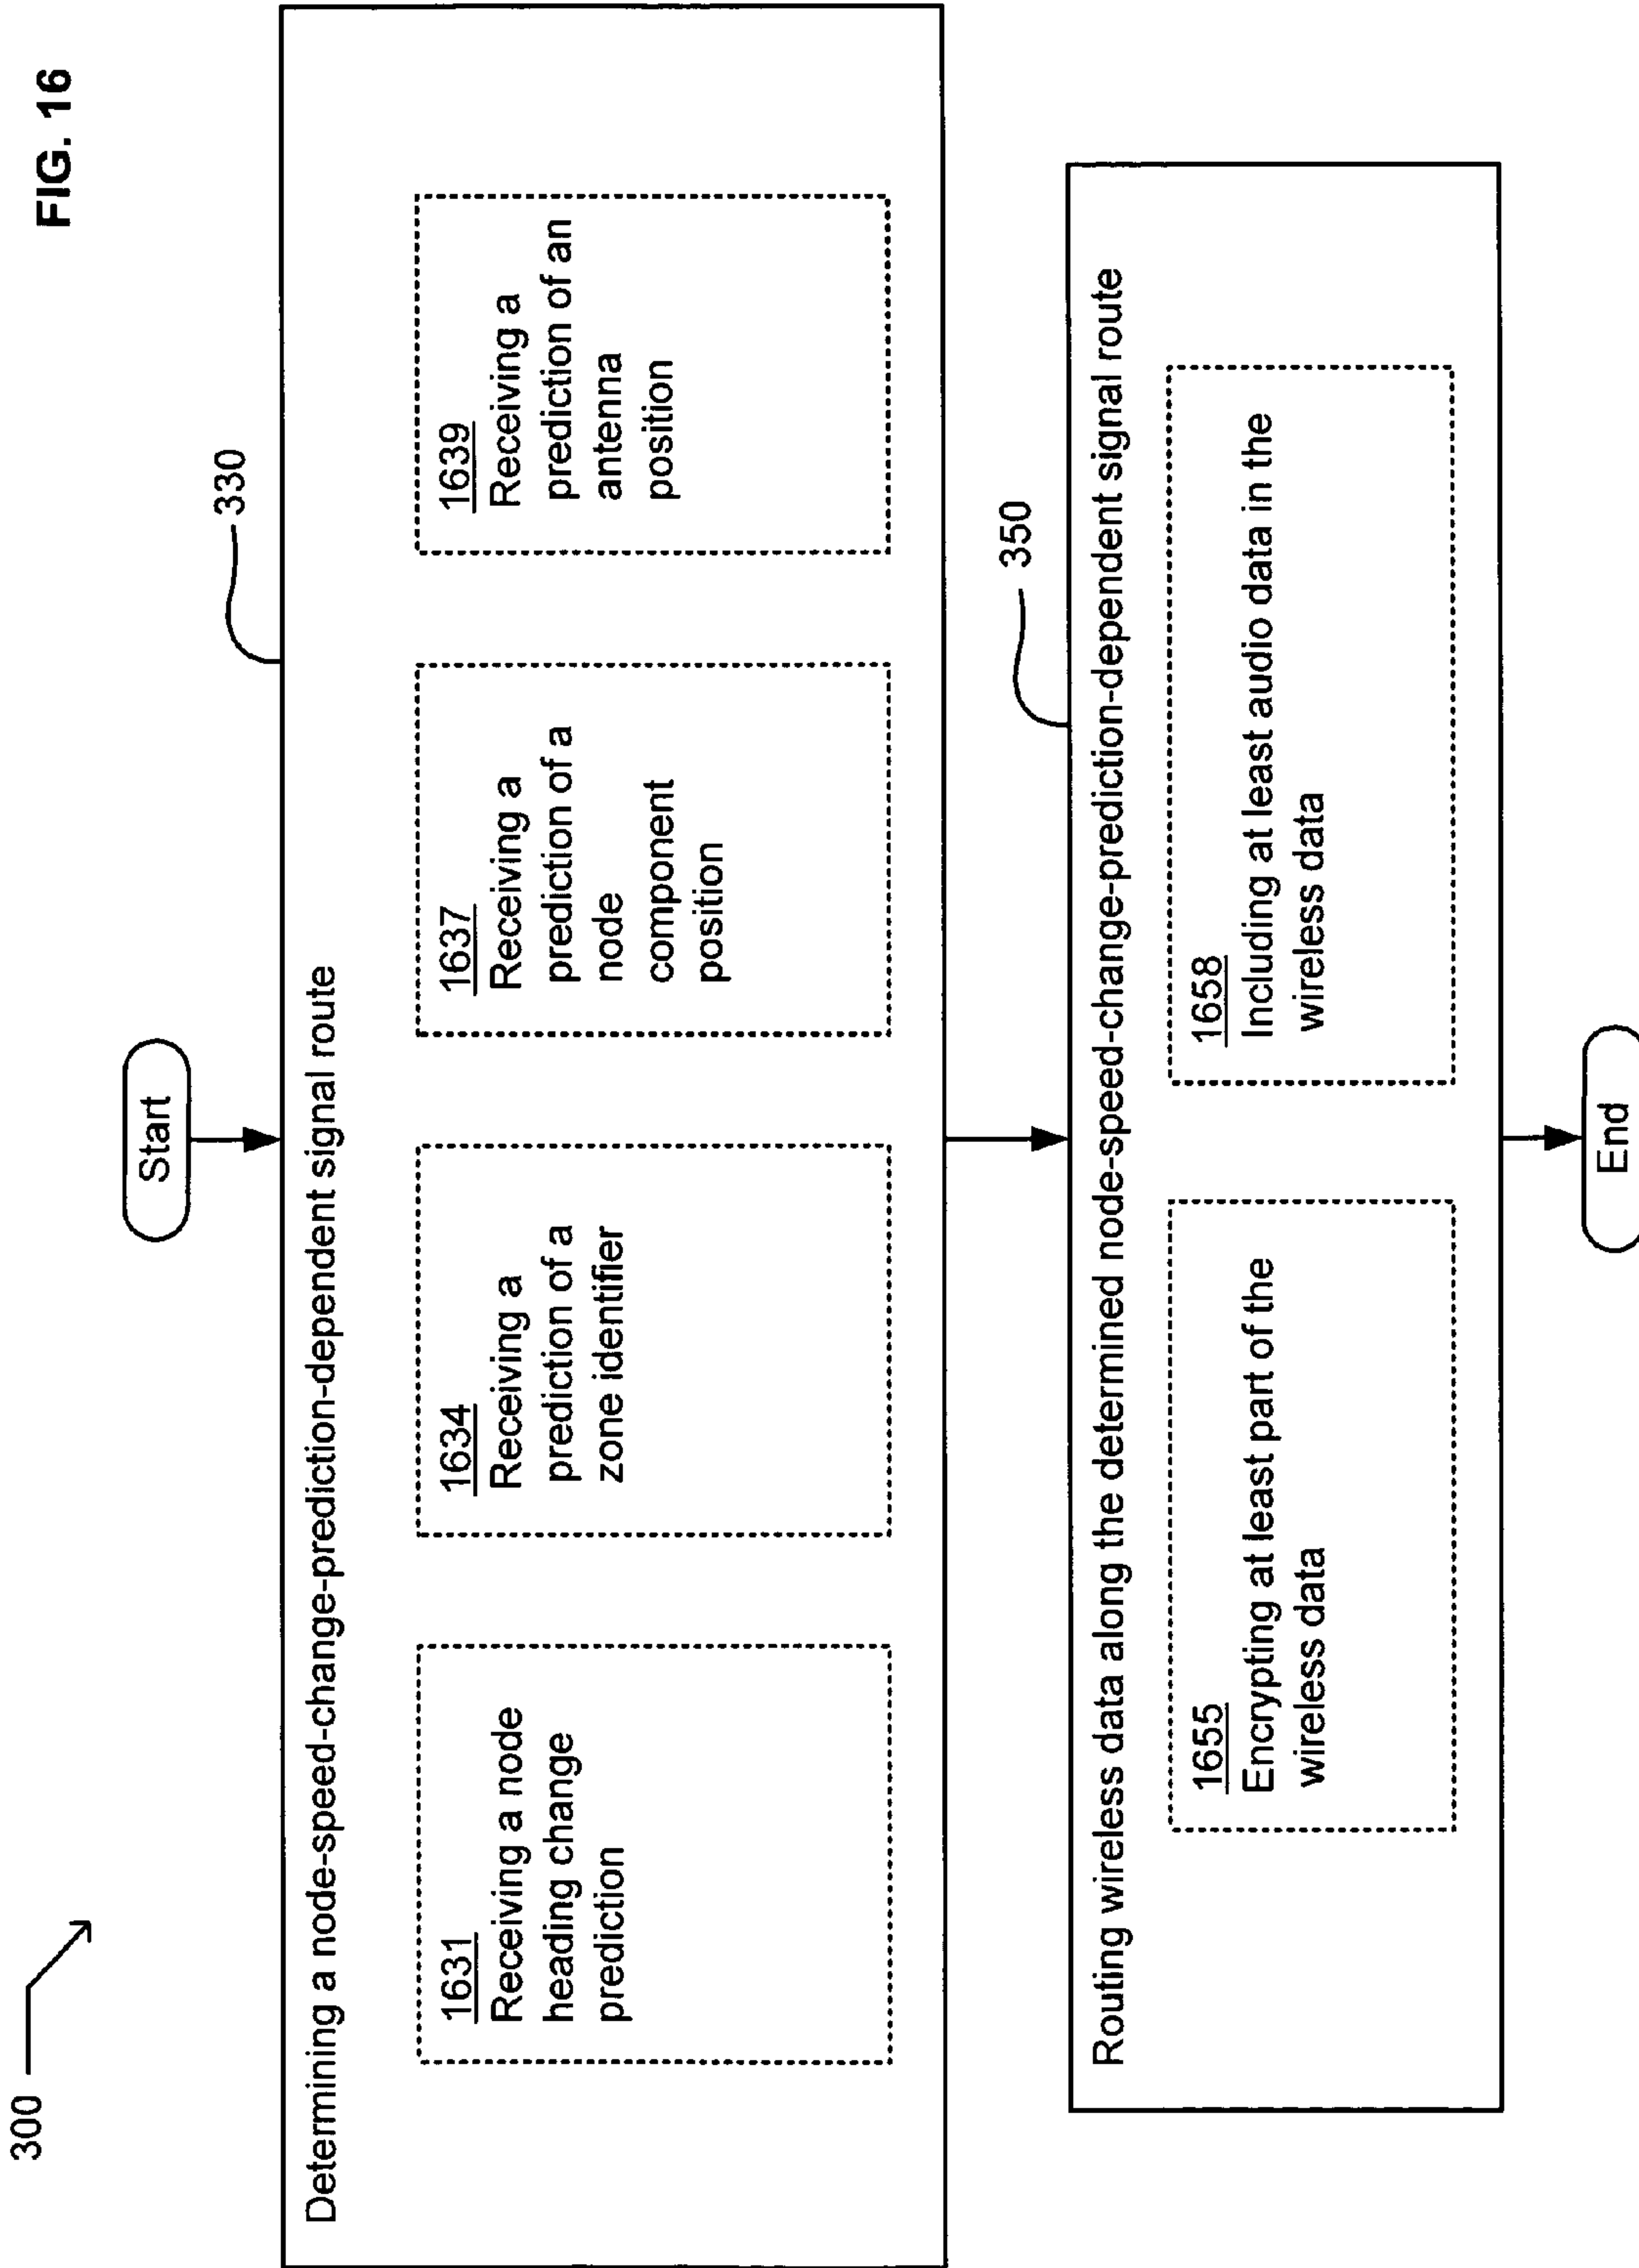 300
FIG. 16
Start
330
Determining a node-speed-change-prediction-dependent signal route
1631
Receiving a node
heading change
prediction
1634
Receiving a
prediction of a
zone identifier
1637
Receiving a
prediction of a
node
component
position
1639
Receiving a
prediction of an
antenna
position
350
Routing wireless data along the determined node-speed-change-prediction-dependent signal route
1655
Encrypting at least part of the
wireless data
1658
Including at least audio data in the
wireless data
End